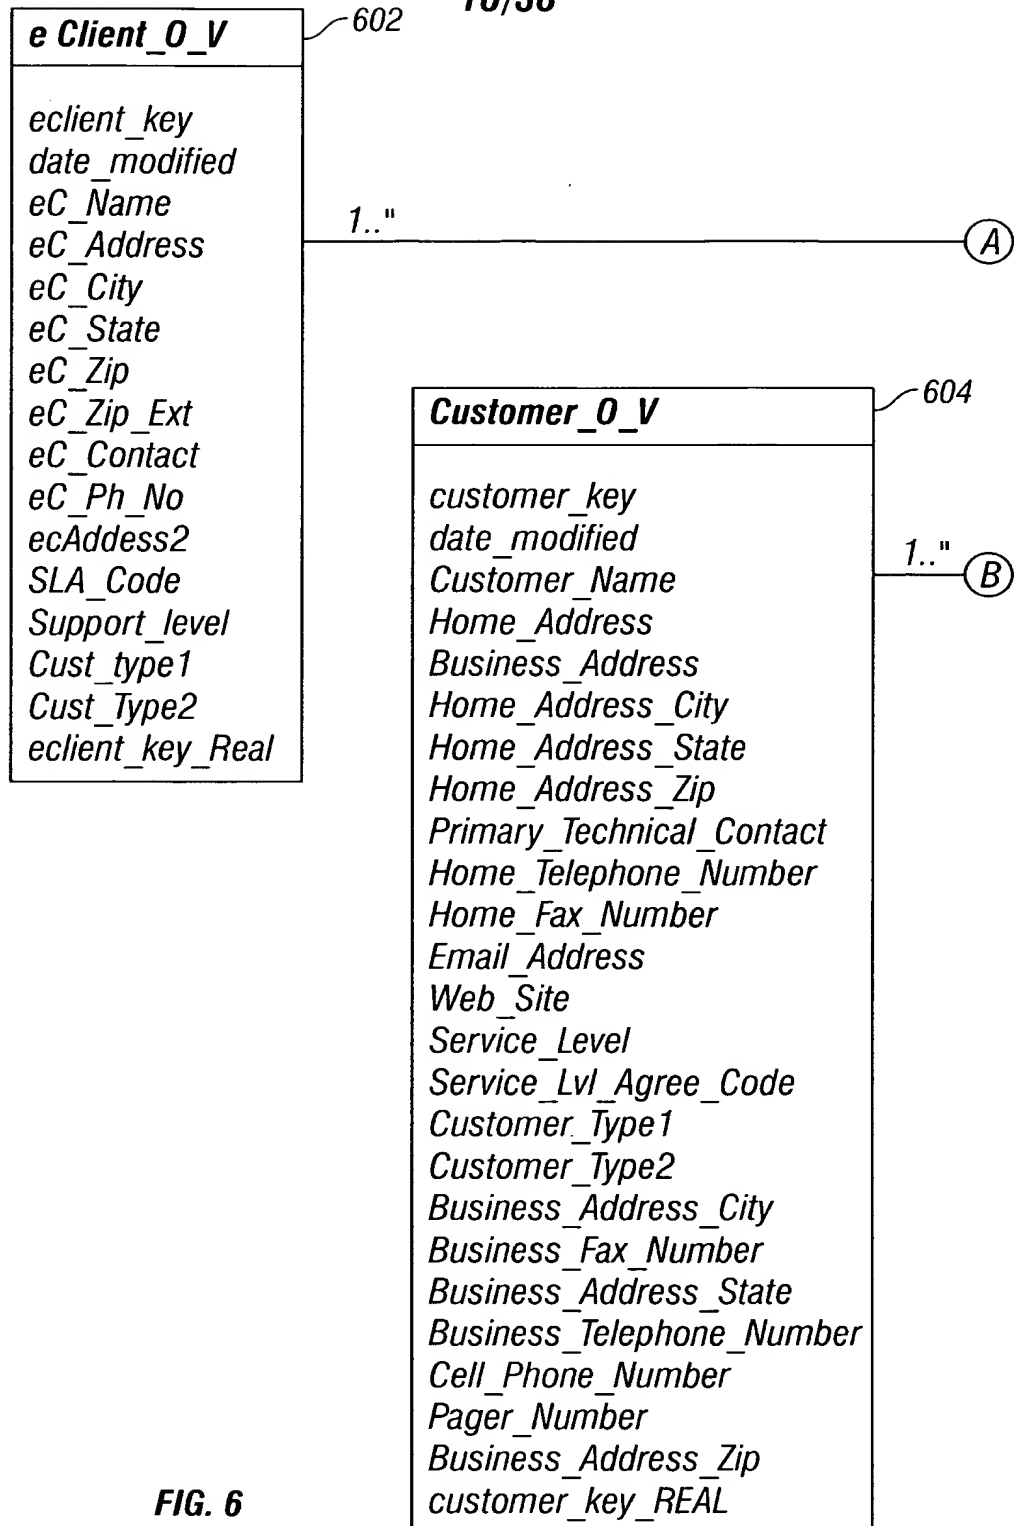 e Client_O_V
602
eclient_key
date_modified
eC_Name
eC_Address
eC_City
eC_State
eC_Zip
eC_Zip_Ext
eC_Contact
eC_Ph_No
ecAddess2
SLA_Code
Support_level
Cust_type1
Cust_Type2
eclient_key_Real
1.."
A
Customer_O_V
604
customer_key
date_modified
Customer_Name
Home_Address
Business_Address
Home_Address_City
Home_Address_State
Home_Address_Zip
Primary_Technical_Contact
Home_Telephone_Number
Home_Fax_Number
Email_Address
Web_Site
Service_Level
Service_Lvl_Agree_Code
Customer_Type1
Customer_Type2
Business_Address_City
Business_Fax_Number
Business_Address_State
Business_Telephone_Number
Cell_Phone_Number
Pager_Number
Business_Address_Zip
customer_key_REAL
1.."
B
FIG. 6